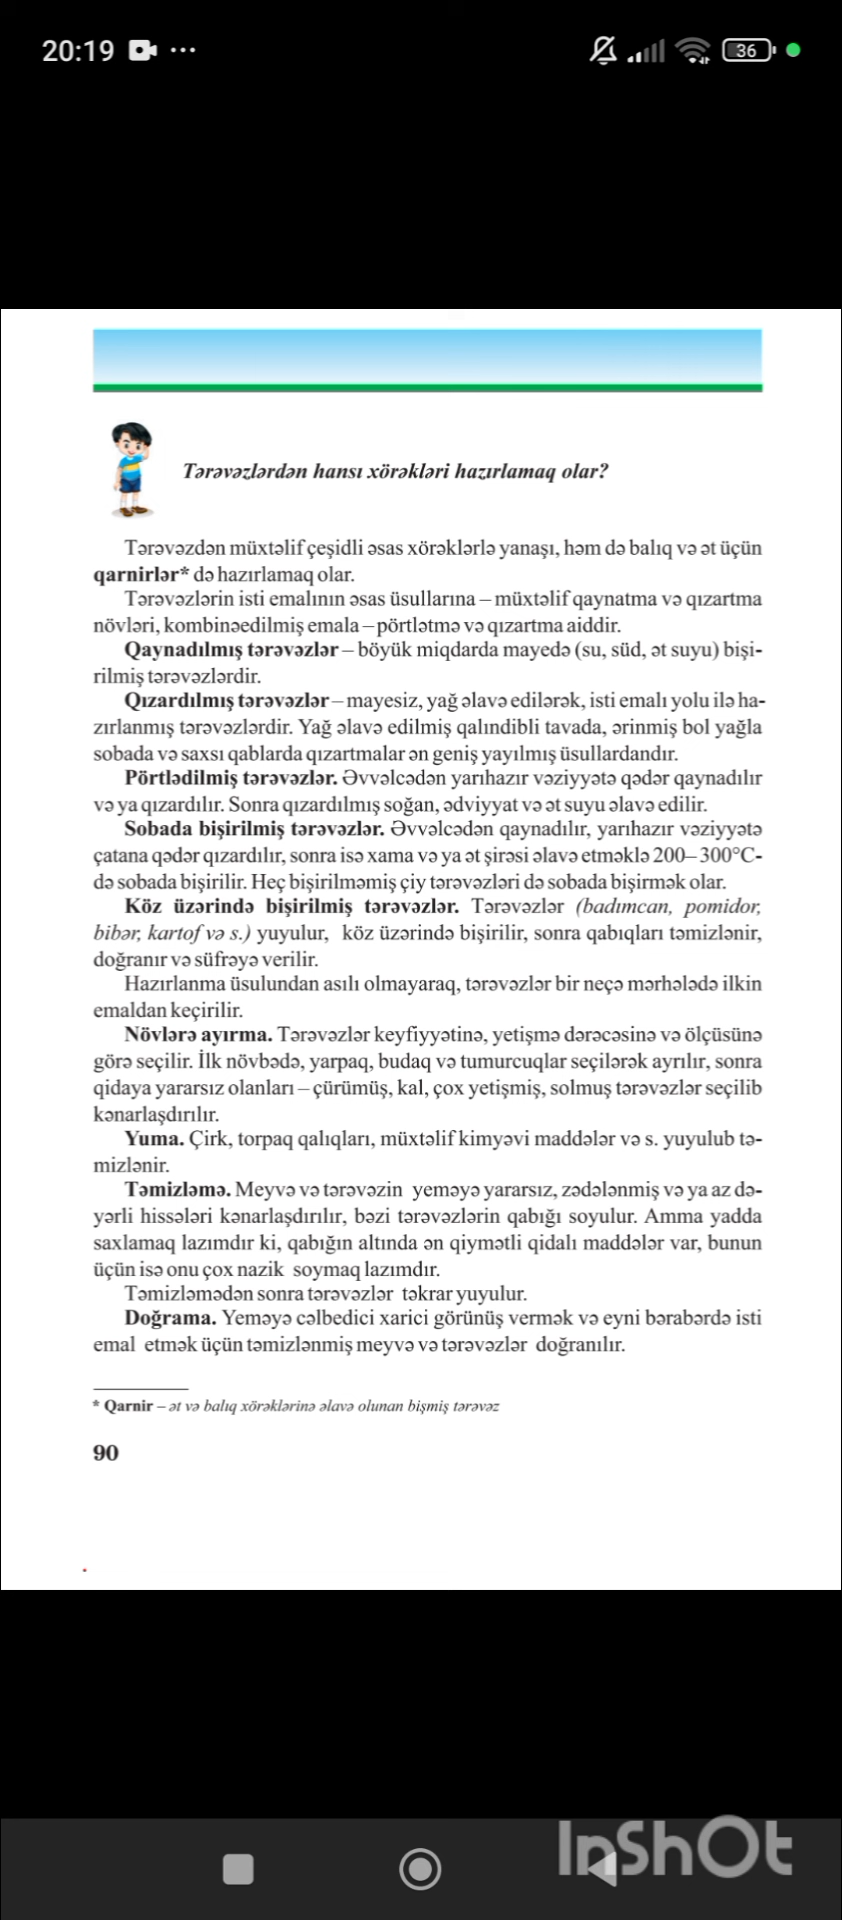 20:19
36
Tərəvəzlərdən hansı xörəkləri hazırlamaq olar?
Tərəvəzdən müxtəlif çeşidli əsas xörəklərlə yanaşı, həm də balıq və ət üçün
qarnirlər* də hazırlamaq olar.
Tərəvəzlərin isti emalının əsas üsullarına – müxtəlif qaynatma və qızartma
növləri, kombinəedilmiş emala – pörtlətmə və qızartma aiddir.
Qaynadılmış tərəvəzlər – böyük miqdarda mayedə (su, süd, ət suyu) bişi-
rilmiş tərəvəzlərdir.
Qızardılmış tərəvəzlər – mayesiz, yağ əlavə edilərək, isti emalı yolu ilə ha-
zırlanmış tərəvəzlərdir. Yağ əlavə edilmiş qalındibli tavada, ərinmiş bol yağla
sobada və saxsı qablarda qızartmalar ən geniş yayılmış üsullardandır.
Pörtlədilmiş tərəvəzlər. Əvvəlcədən yarıhazır vəziyyətə qədər qaynadılır
və ya qızardılır. Sonra qızardılmış soğan, ədviyyat və ət suyu əlavə edilir.
Sobada bişirilmiş tərəvəzlər. Əvvəlcədən qaynadılır, yarıhazır vəziyyətə
çatana qədər qızardılır, sonra isə xama və ya ət şirəsi əlavə etməklə 200–300°C-
də sobada bişirilir. Heç bişirilməmiş çiy tərəvəzləri də sobada bişirmək olar.
Köz üzərində bişirilmiş tərəvəzlər. Tərəvəzlər (badımcan, pomidor,
bibər, kartof və s.) yuyulur, köz üzərində bişirilir, sonra qabıqları təmizlənir,
doğranır və süfrəyə verilir.
Hazırlanma üsulundan asılı olmayaraq, tərəvəzlər bir neçə mərhələdə ilkin
emaldan keçirilir.
Növlərə ayırma. Tərəvəzlər keyfiyyətinə, yetişmə dərəcəsinə və ölçüsünə
görə seçilir. İlk növbədə, yarpaq, budaq və tumurcuqlar seçilərək ayrılır, sonra
qidaya yararsız olanları – çürümüş, kal, çox yetişmiş, solmuş tərəvəzlər seçilib
kənarlaşdırılır.
Yuma. Çirk, torpaq qalıqları, müxtəlif kimyəvi maddələr və s. yuyulub tə-
mizlənir.
Təmizləmə. Meyvə və tərəvəzin yeməyə yararsız, zədələnmiş və ya az də-
yərli hissələri kənarlaşdırılır, bəzi tərəvəzlərin qabığı soyulur. Amma yadda
saxlamaq lazımdır ki, qabığın altında ən qiymətli qidalı maddələr var, bunun
üçün isə onu çox nazik soymaq lazımdır.
Təmizləmədən sonra tərəvəzlər təkrar yuyulur.
Doğrama. Yeməyə cəlbedici xarici görünüş vermək və eyni bərabərdə isti
emal etmək üçün təmizlənmiş meyvə və tərəvəzlər doğranılır.
* Qarnir – ət və balıq xörəklərinə əlavə olunan bişmiş tərəvəz
90
InShOt